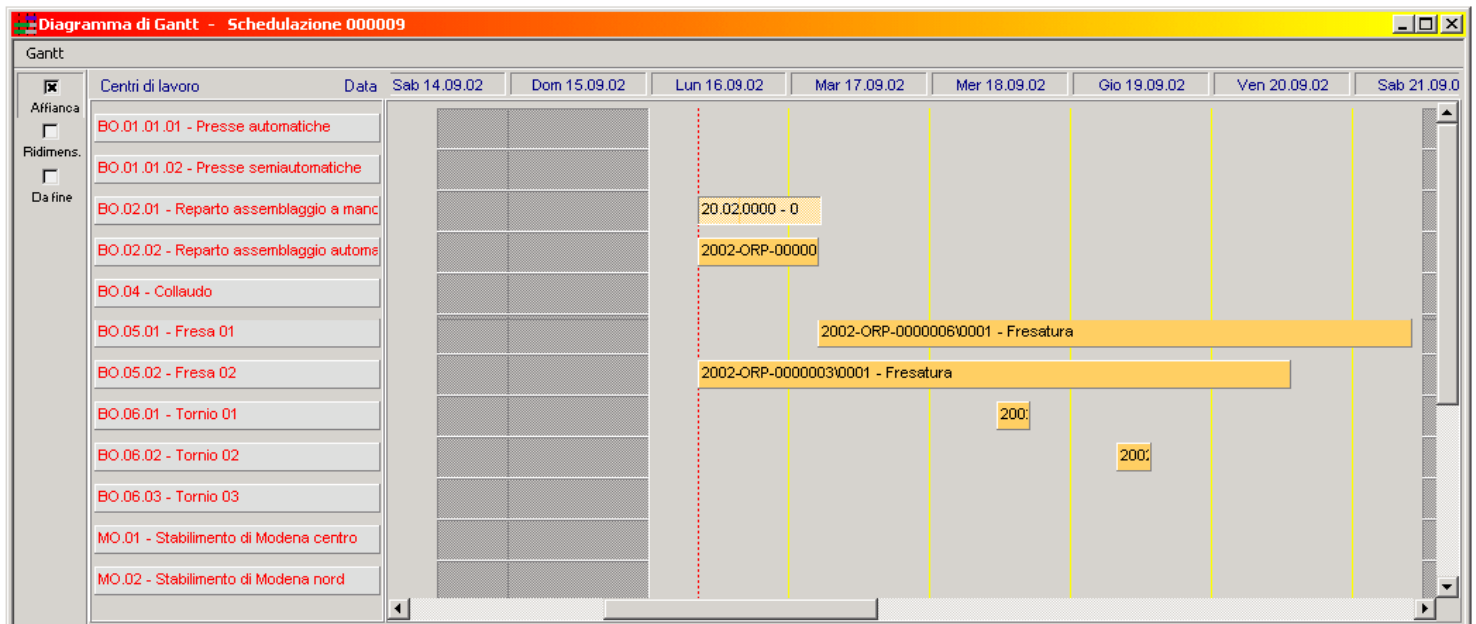 Diagramma di Gantt - Schedulazione 000009
Gantt
Affianca
Ridimens.
Da fine
Centri di lavoro Data Sab 14.09.02 Dom 15.09.02 Lun 16.09.02 Mar 17.09.02 Mer 18.09.02 Gio 19.09.02 Ven 20.09.02 Sab 21.09.0
BO.01.01.01 - Presse automatiche
BO.01.01.02 - Presse semiautomatiche
BO.02.01 - Reparto assemblaggio a manc 20.02.0000 - 0
BO.02.02 - Reparto assemblaggio automa 2002-ORP-00000
BO.04 - Collaudo
BO.05.01 - Fresa 01 2002-ORP-0000006\0001 - Fresatura
BO.05.02 - Fresa 02 2002-ORP-0000003\0001 - Fresatura
BO.06.01 - Tornio 01 200
BO.06.02 - Tornio 02 200
BO.06.03 - Tornio 03
MO.01 - Stabilimento di Modena centro
MO.02 - Stabilimento di Modena nord